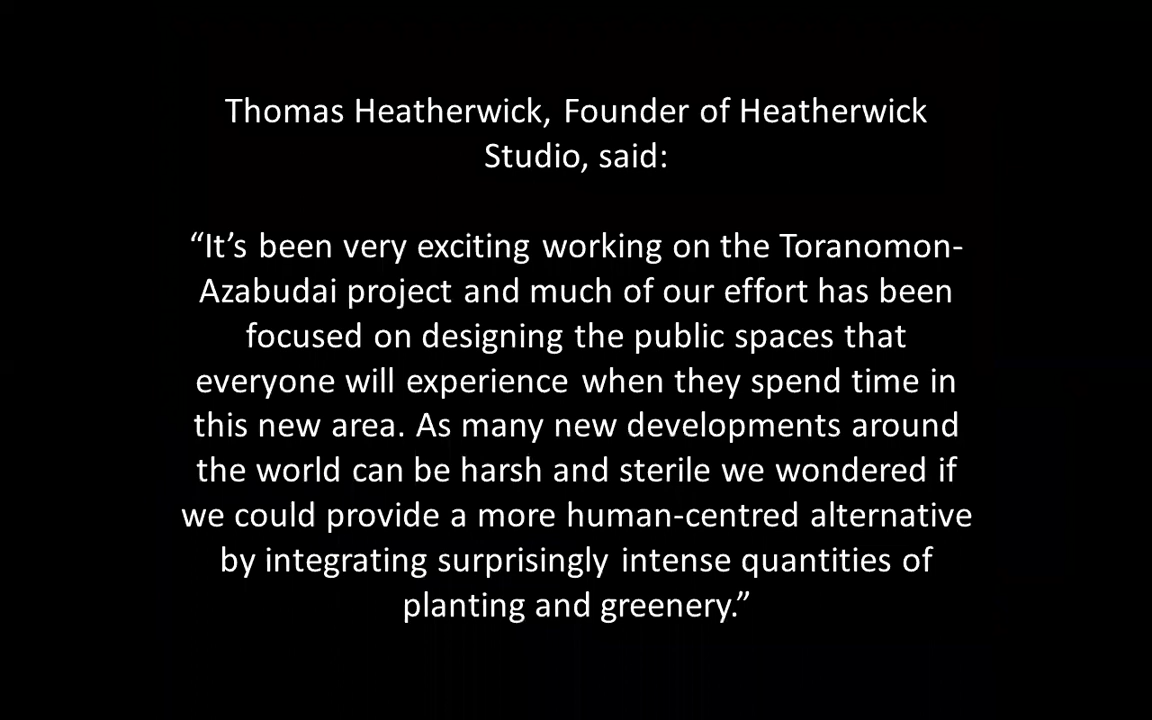 Thomas Heatherwick, Founder of Heatherwick
Studio, said:
“It’s been very exciting working on the Toranomon-
Azabudai project and much of our effort has been
focused on designing the public spaces that
everyone will experience when they spend time in
this new area. As many new developments around
the world can be harsh and sterile we wondered if
we could provide a more human-centred alternative
by integrating surprisingly intense quantities of
planting and greenery.”